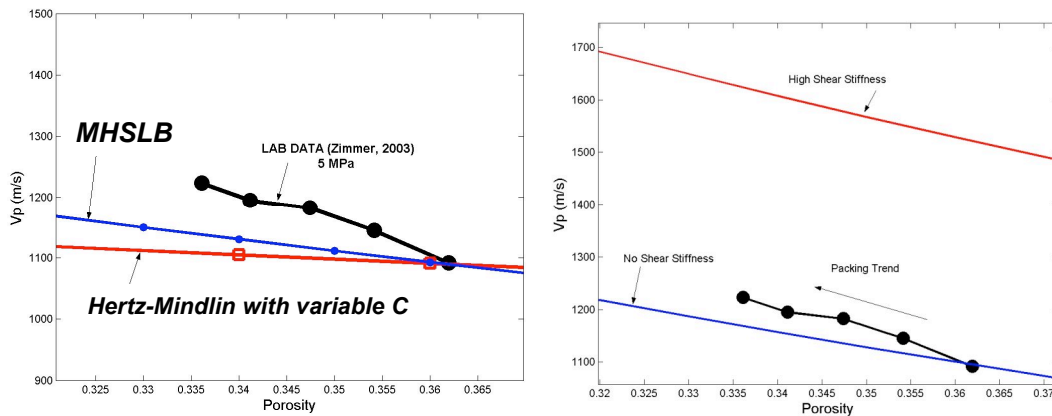 1500
1400
1300
1200
1100
1000
900
Vp (m/s)
MHSLB
LAB DATA (Zimmer, 2003)
5 MPa
Hertz-Mindlin with variable C
0.325 0.33 0.335 0.34 0.345 0.35 0.355 0.36 0.365
Porosity
1700
1600
1500
1400
1300
1200
1100
Vp (m/s)
High Shear Stiffness
No Shear Stiffness
Packing Trend
0.32 0.325 0.33 0.335 0.34 0.345 0.35 0.355 0.36 0.365 0.37
Porosity